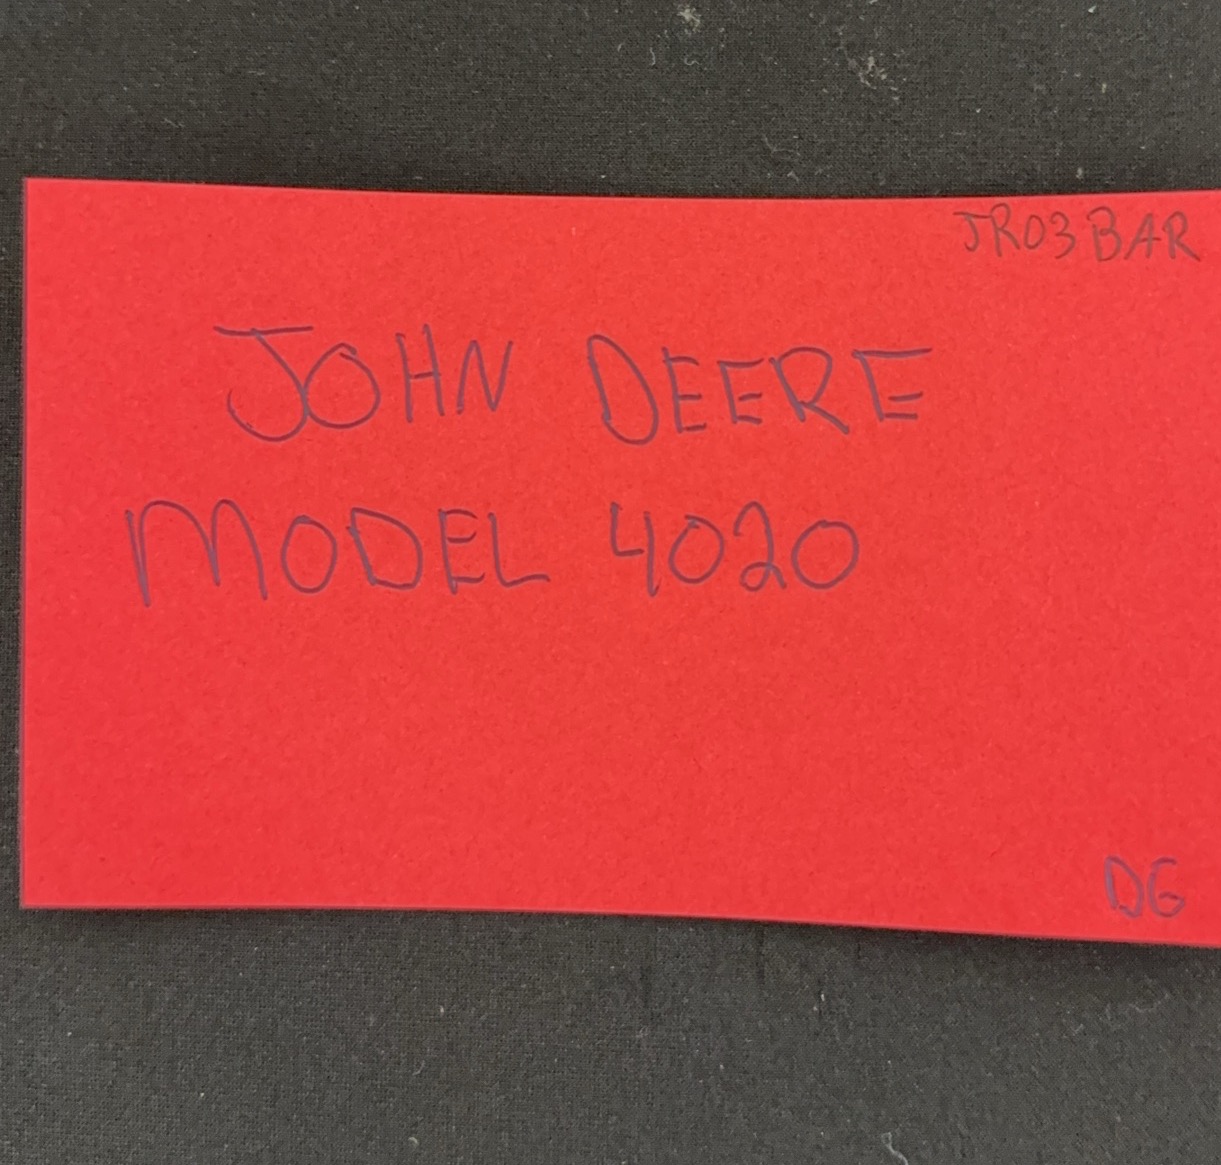 JR03BAR
JOHN DEERE
MODEL 4020
DG